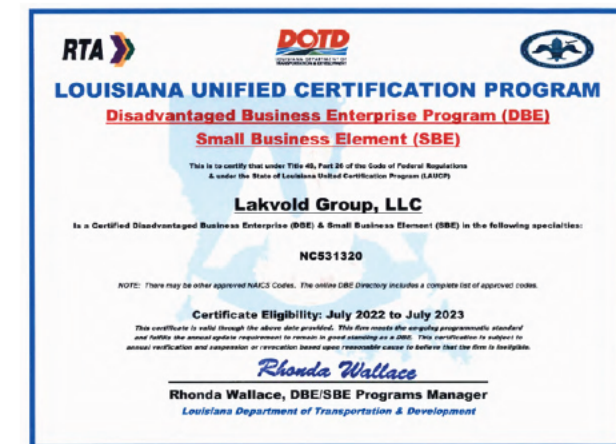 RTA
DOTD
LOUISIANA DEPARTMENT OF
TRANSPORTATION & DEVELOPMENT
LOUISIANA UNIFIED CERTIFICATION PROGRAM
Disadvantaged Business Enterprise Program (DBE)
Small Business Element (SBE)
This is to certify that under Title 49, Part 26 of the Code of Federal Regulations
& under the State of Louisiana United Certification Program (LAUCP)
Lakvold Group, LLC
Is a Certified Disadvantaged Business Enterprise (DBE) & Small Business Element (SBE) in the following specialties:
NC531320
NOTE: There may be other approved NAICS Codes. The online DBE Directory includes a complete list of approved codes.
Certificate Eligibility: July 2022 to July 2023
This certificate is valid through the above date provided. This firm meets the on-going programmatic standard
and fulfills the annual update requirement to remain in good standing as a DBE. This certification is subject to
annual verification and suspension or revocation based upon reasonable cause to believe that the firm is ineligible.
Rhonda Wallace
Rhonda Wallace, DBE/SBE Programs Manager
Louisiana Department of Transportation & Development